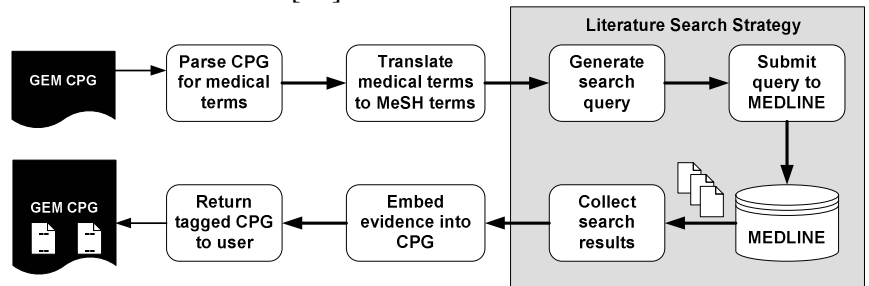 Literature Search Strategy
GEM CPG
Parse CPG
for medical
terms
Translate
medical terms
to MeSH terms
Generate
search
query
Submit
query to
MEDLINE
GEM CPG
Return
tagged CPG
to user
Embed
evidence into
CPG
Collect
search
results
MEDLINE